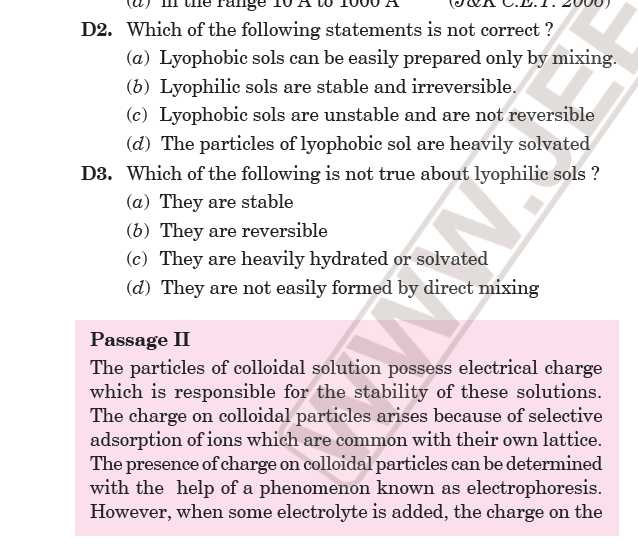 (d) in the range 10 A to 1000 A (J&K C.E.T. 2006)
D2. Which of the following statements is not correct ?
(a) Lyophobic sols can be easily prepared only by mixing.
(b) Lyophilic sols are stable and irreversible.
(c) Lyophobic sols are unstable and are not reversible
(d) The particles of lyophobic sol are heavily solvated
D3. Which of the following is not true about lyophilic sols ?
(a) They are stable
(b) They are reversible
(c) They are heavily hydrated or solvated
(d) They are not easily formed by direct mixing
Passage II
The particles of colloidal solution possess electrical charge
which is responsible for the stability of these solutions.
The charge on colloidal particles arises because of selective
adsorption of ions which are common with their own lattice.
The presence of charge on colloidal particles can be determined
with the help of a phenomenon known as electrophoresis.
However, when some electrolyte is added, the charge on the
WWW.JEE